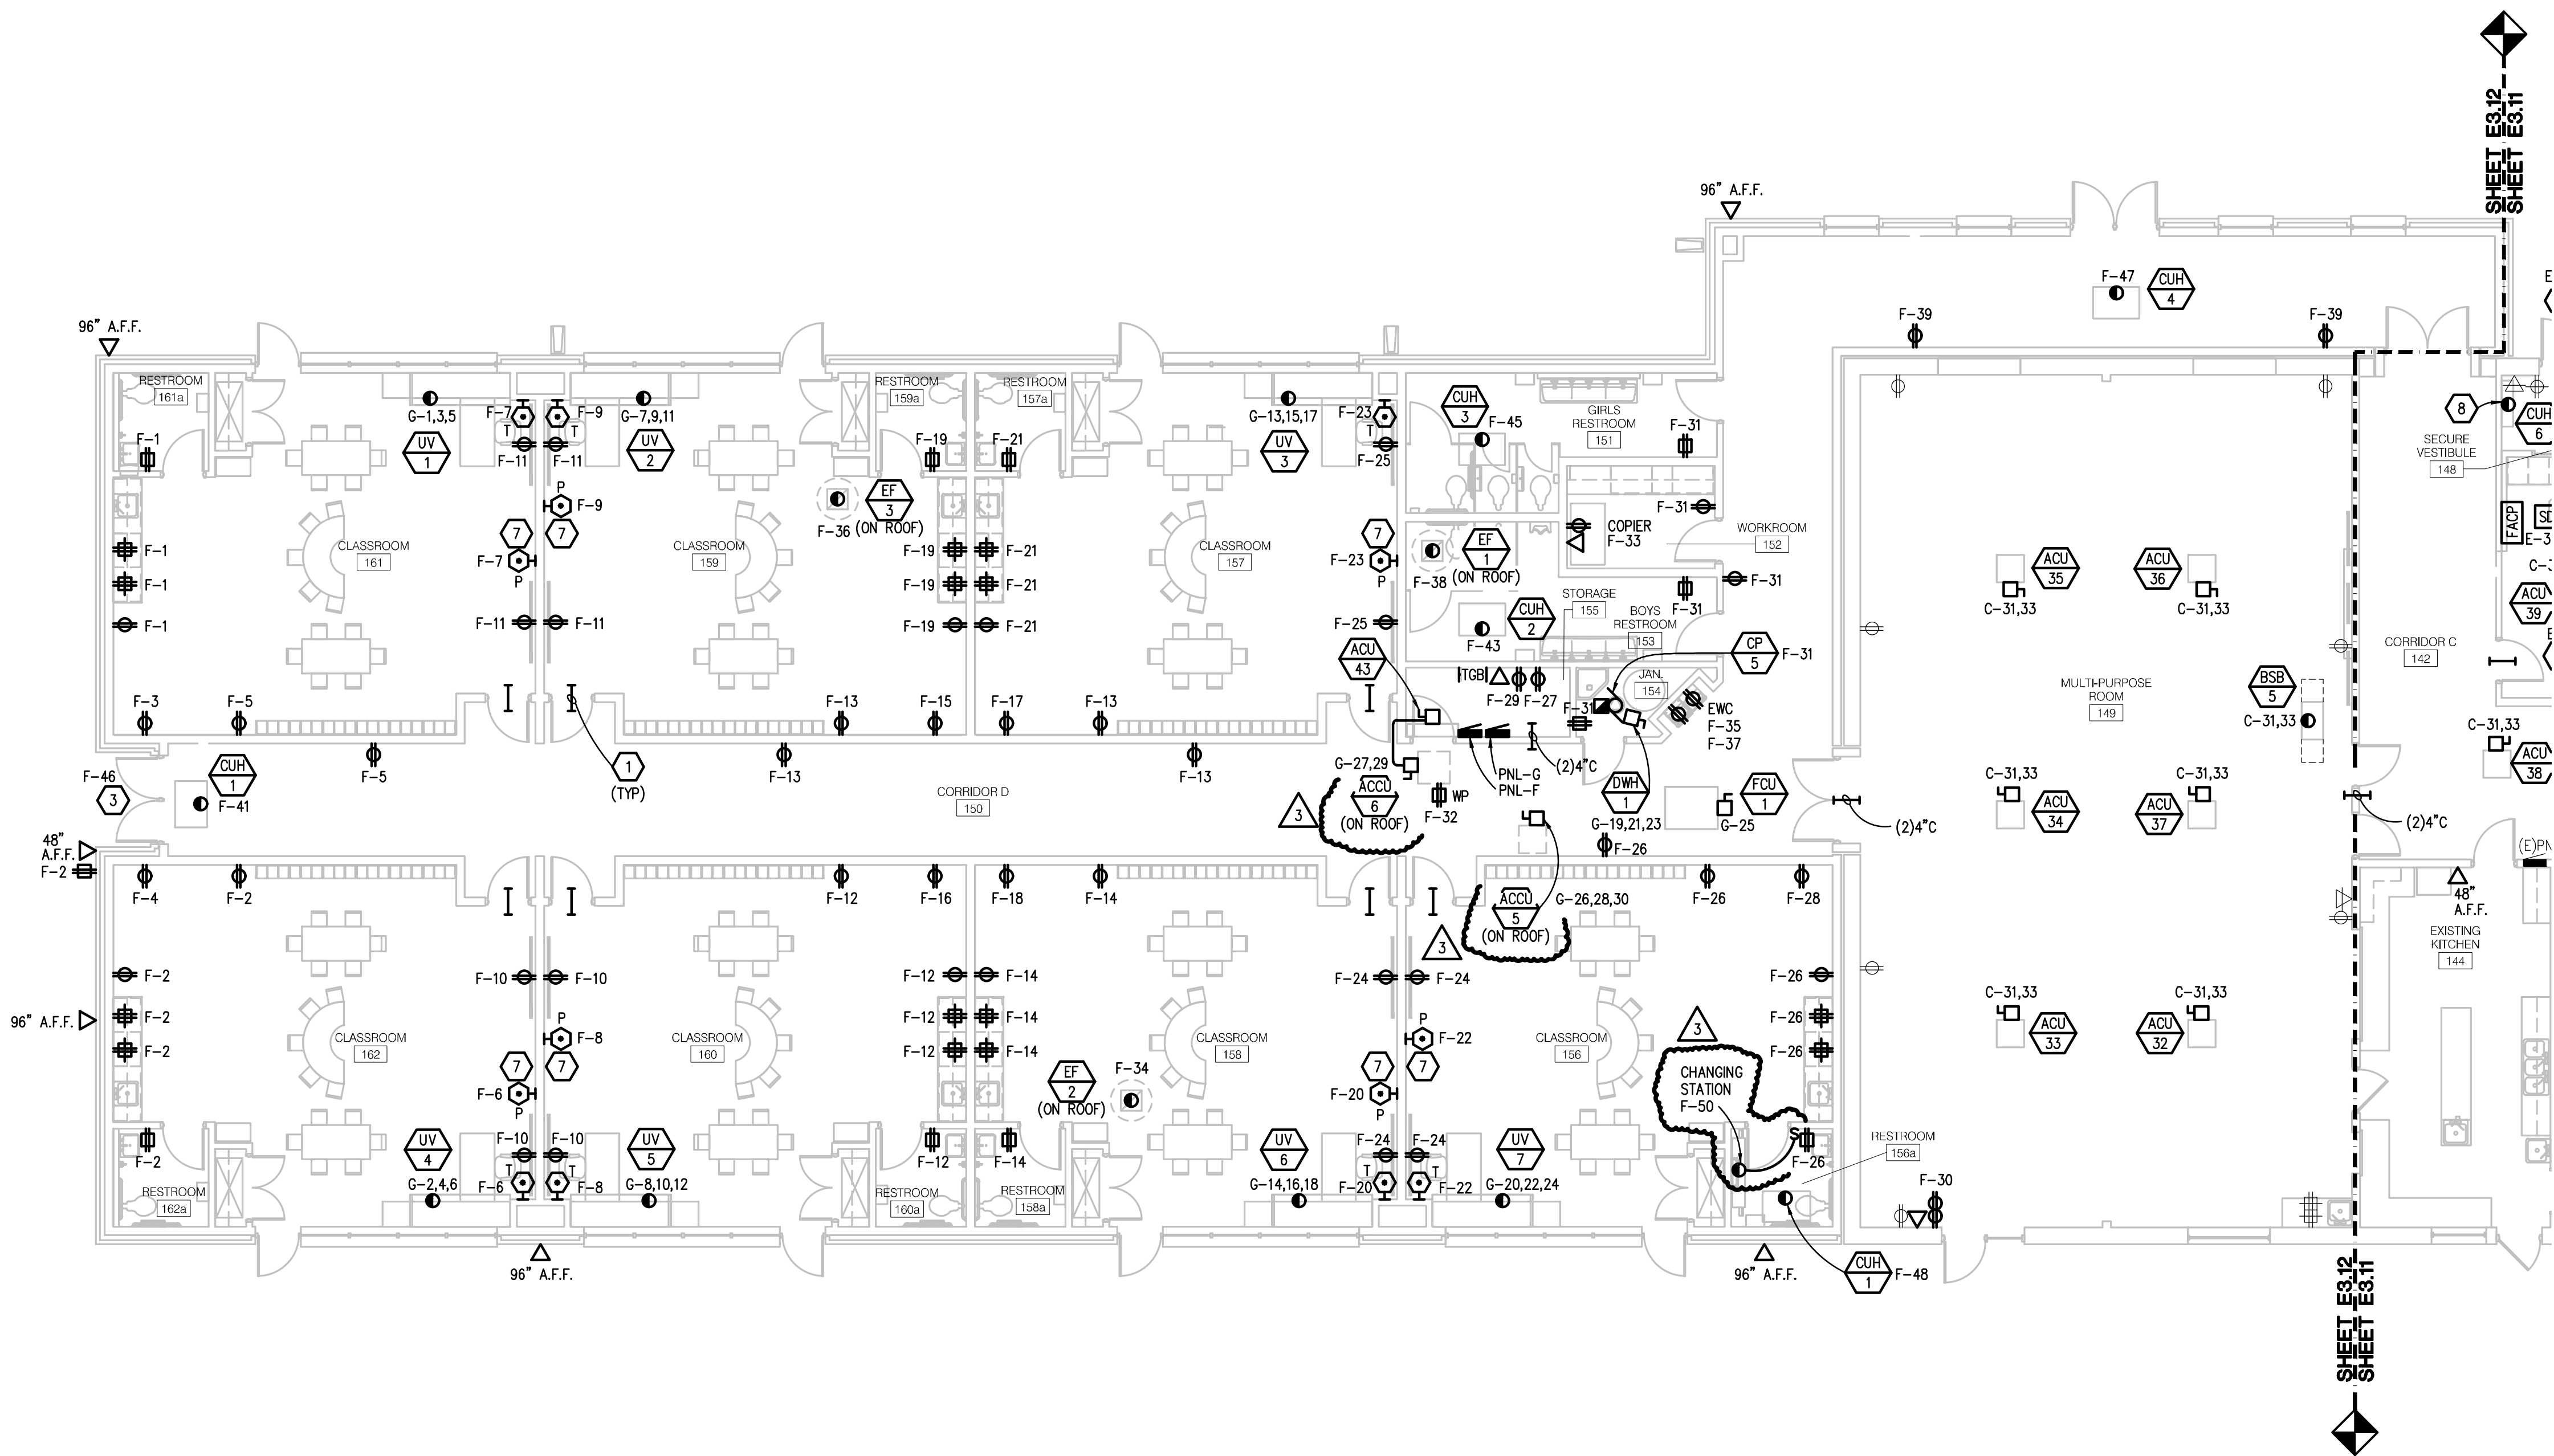 SHEET E3.12
SHEET E3.11
96" A.F.F.
F-47
CUH
4
F-39
F-39
96" A.F.F.
RESTROOM
161a
G-1,3,5
F-7
F-9
G-7,9,11
RESTROOM
159a
RESTROOM
157a
G-13,15,17
F-23
CUH
3
F-45
GIRLS
RESTROOM
151
F-31
8
CUH
6
SECURE
VESTIBULE
148
F-1
UV
1
T
F-11
T
F-11
UV
2
F-19
F-21
UV
3
T
F-25
P
F-9
EF
3
(ON ROOF)
F-36
F-31
COPIER
F-33
WORKROOM
152
FACP
7
7
7
EF
1
(ON ROOF)
F-38
F-1
CLASSROOM
161
F-7
P
CLASSROOM
159
F-19
F-21
CLASSROOM
157
F-23
P
F-1
F-19
F-21
F-31
F-31
ACU
35
C-31,33
ACU
36
C-31,33
ACU
39
STORAGE
155
CUH
2
F-43
BOYS
RESTROOM
153
F-1
F-11
F-11
F-19
F-21
F-25
ACU
43
CP
5
F-31
CORRIDOR C
142
TGB
F-29
F-27
JAN.
154
MULTI-PURPOSE
ROOM
149
BSB
5
C-31,33
F-3
F-5
F-13
F-15
F-17
F-13
F-31
EWC
F-35
F-37
C-31,33
ACU
38
F-46
3
CUH
1
F-41
F-5
1
(TYP)
F-13
F-13
CORRIDOR D
150
G-27,29
ACCU
6
(ON ROOF)
3
WP
F-32
(2)4"C
PNL-G
PNL-F
DWH
1
G-19,21,23
FCU
1
G-25
(2)4"C
C-31,33
ACU
34
C-31,33
ACU
37
(2)4"C
48"
A.F.F.
F-2
F-4
F-2
F-12
F-16
F-18
F-14
F-26
F-26
F-28
ACCU
5
(ON ROOF)
G-26,28,30
3
48"
A.F.F.
EXISTING
KITCHEN
144
F-2
F-10
F-10
F-12
F-14
F-24
F-24
F-26
C-31,33
ACU
33
C-31,33
ACU
32
96" A.F.F.
F-2
F-2
CLASSROOM
162
P
F-8
7
7
CLASSROOM
160
F-12
F-12
F-14
F-14
CLASSROOM
158
P
F-22
7
7
CLASSROOM
156
3
F-26
F-26
F-6
P
EF
2
(ON ROOF)
F-34
F-20
P
CHANGING
STATION
F-50
F-2
UV
4
F-10
F-10
UV
5
F-12
F-14
UV
6
F-24
F-24
UV
7
S
F-26
RESTROOM
156a
T
T
T
T
RESTROOM
162a
G-2,4,6
F-6
F-8
G-8,10,12
RESTROOM
160a
RESTROOM
158a
G-14,16,18
F-20
F-22
G-20,22,24
F-30
96" A.F.F.
96" A.F.F.
CUH
1
F-48
SHEET E3.12
SHEET E3.11